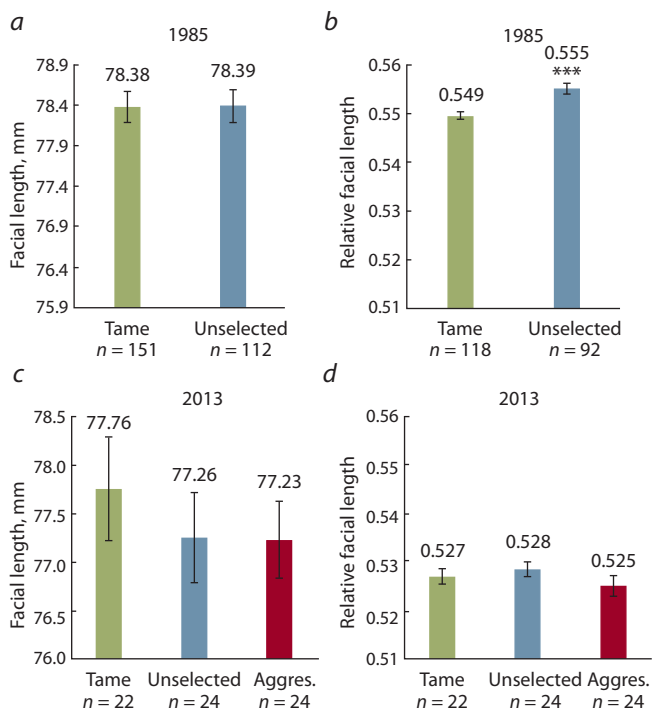 a
1985
Facial length, mm
78.9
78.4
77.9
77.4
76.9
76.4
75.9
78.38
78.39
Tame
n = 151
Unselected
n = 112
b
1985
Relative facial length
0.56
0.55
0.54
0.53
0.52
0.51
0.549
0.555
***
Tame
n = 118
Unselected
n = 92
c
2013
Facial length, mm
78.5
78.0
77.5
77.0
76.5
76.0
77.76
77.26
77.23
Tame
n = 22
Unselected
n = 24
Aggres.
n = 24
d
2013
Relative facial length
0.56
0.55
0.54
0.53
0.52
0.51
0.527
0.528
0.525
Tame
n = 22
Unselected
n = 24
Aggres.
n = 24